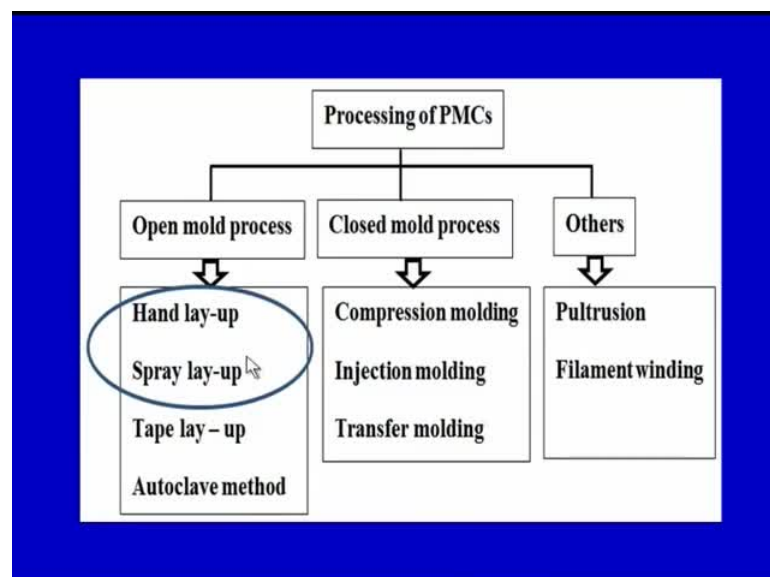 Processing of PMCs
Open mold process
Closed mold process
Others
Hand lay-up
Spray lay-up
Tape lay – up
Autoclave method
Compression molding
Injection molding
Transfer molding
Pultrusion
Filament winding